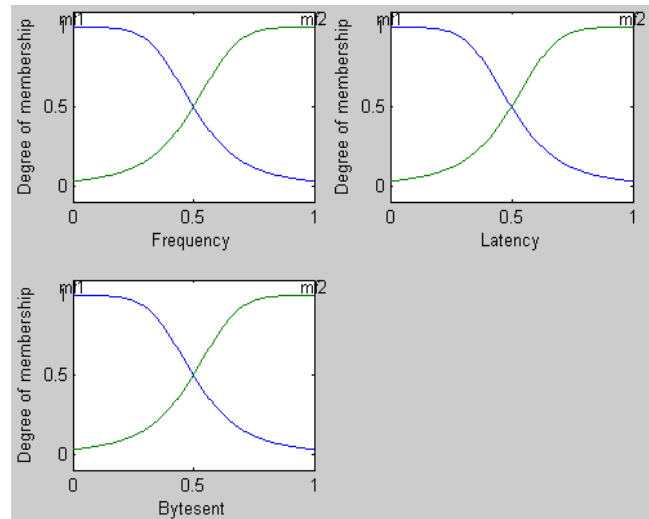 mf1 mf2
1
0.5
0
Degree of membership
0 0.5 1
Frequency
mf1 mf2
1
0.5
0
Degree of membership
0 0.5 1
Latency
mf1 mf2
1
0.5
0
Degree of membership
0 0.5 1
Bytesent